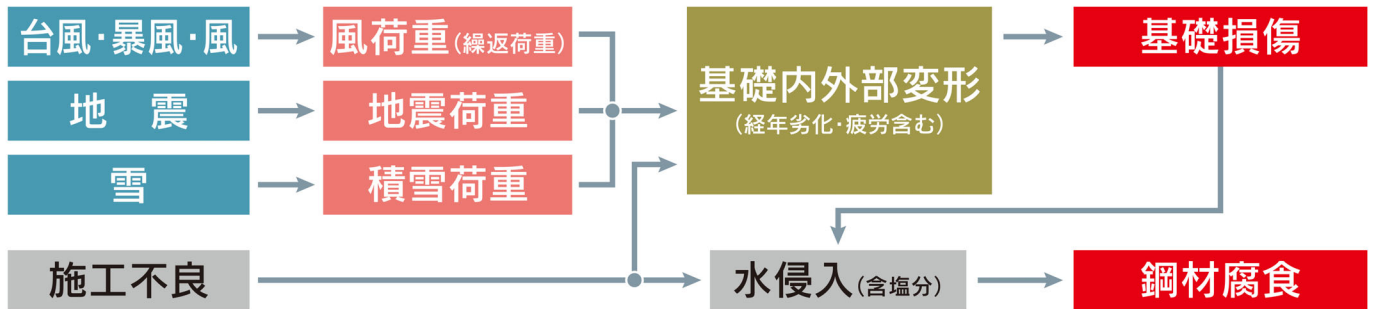 台風・暴風・風
風荷重(繰返荷重)
基礎内外部変形
(経年劣化・疲労含む)
基礎損傷
地　震
地震荷重
雪
積雪荷重
施工不良
水侵入(含塩分)
鋼材腐食